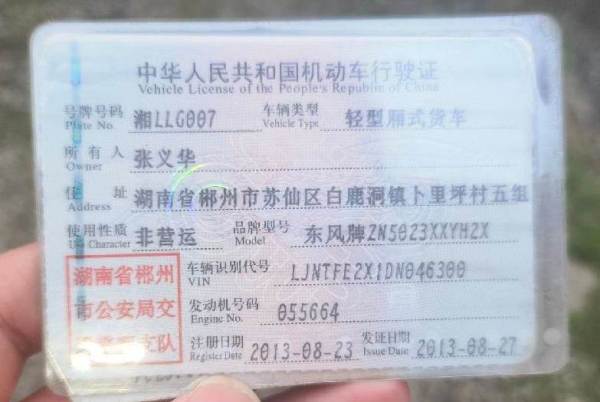 中华人民共和国机动车行驶证
Vehicle License of the People's Republic of China
号牌号码 湘LLG007 车辆类型 轻型厢式货车
Plate No. Vehicle Type
所有人 张义华
Owner
住址 湖南省郴州市苏仙区白鹿洞镇卜里坪村五组
Address
使用性质 非营运 品牌型号 东风牌ZN5023XXYH2X
Use Character Model
湖南省郴州
市公安局交
支队
车辆识别代号 LJNTFE2X1DN046300
VIN
发动机号码 055664
Engine No.
注册日期 2013-08-23 发证日期 2013-08-27
Register Date Issue Date